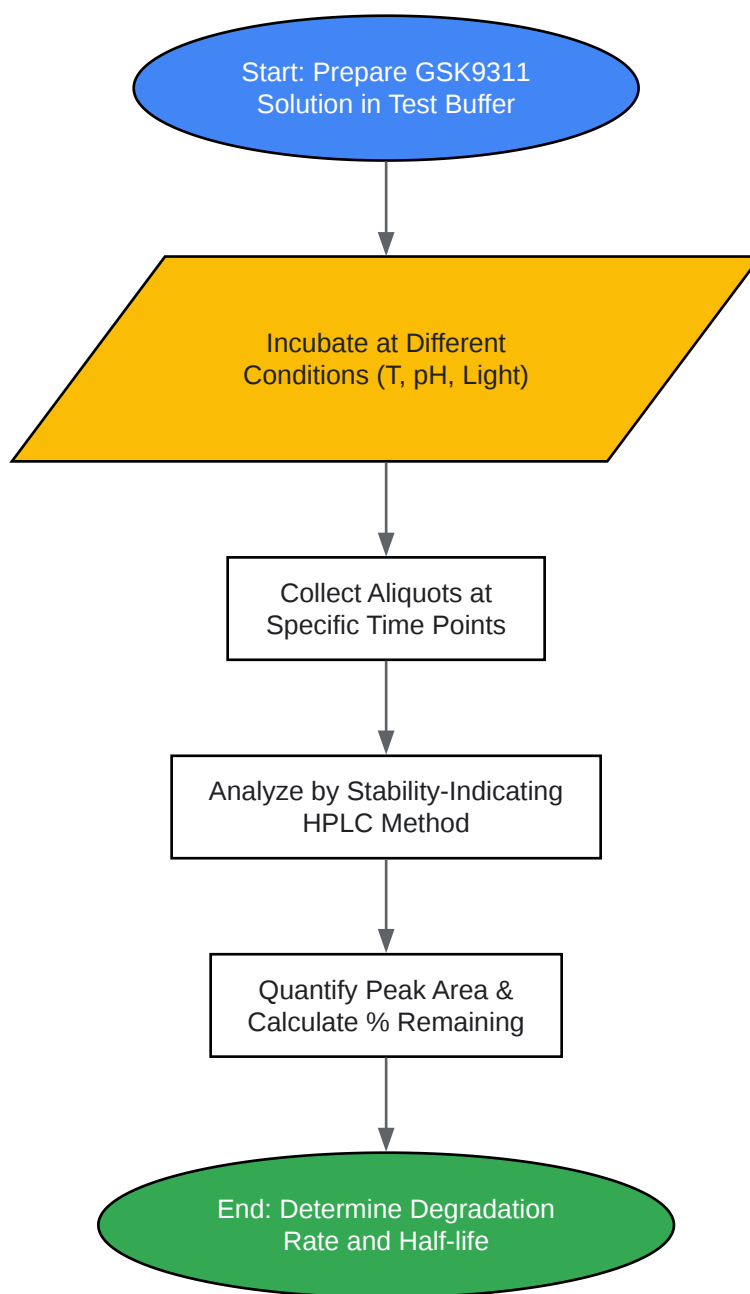 Start: Prepare GSK9311
Solution in Test Buffer
Incubate at Different
Conditions (T, pH, Light)
Collect Aliquots at
Specific Time Points
Analyze by Stability-Indicating
HPLC Method
Quantify Peak Area &
Calculate % Remaining
End: Determine Degradation
Rate and Half-life